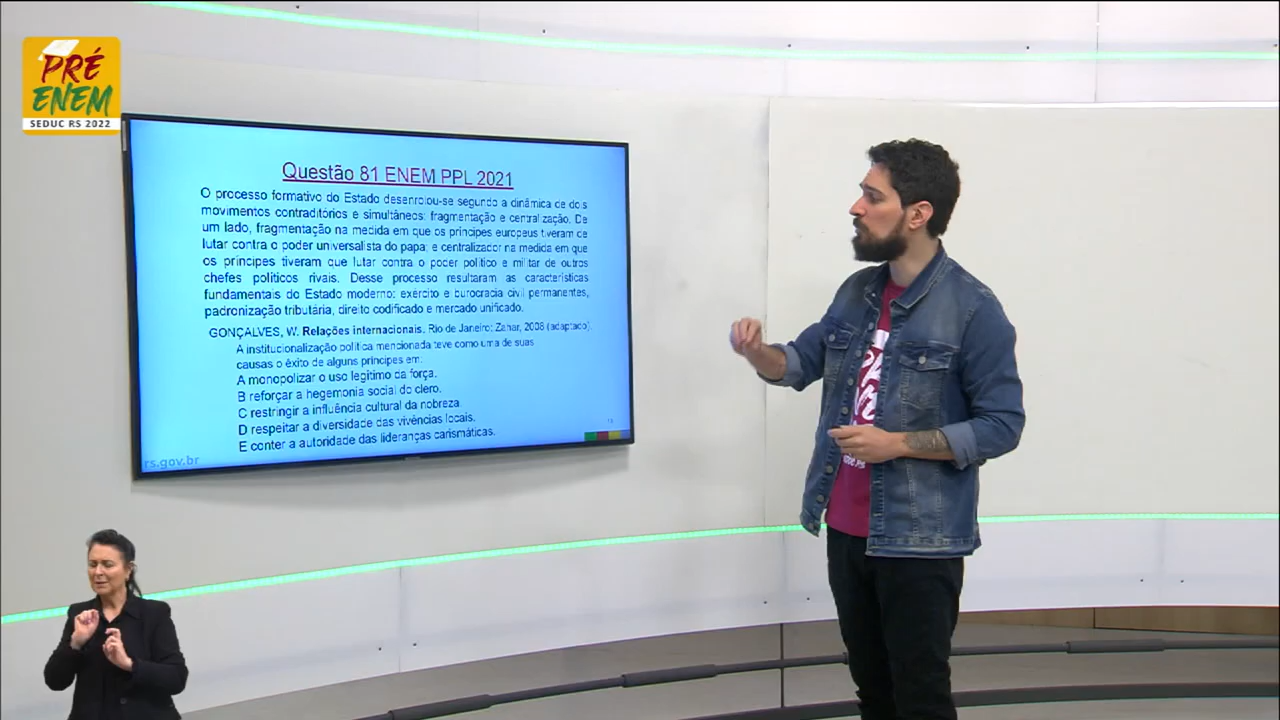 PRÉ
ENEM
SEDUC RS 2022
Questão 81 ENEM PPL 2021
O processo formativo do Estado desenrolou-se segundo a dinâmica de dois
movimentos contraditórios e simultâneos: fragmentação e centralização. De
um lado, fragmentação na medida em que os príncipes europeus tiveram de
lutar contra o poder universalista do papa; e centralizador na medida em que
os príncipes tiveram que lutar contra o poder político e militar de outros
chefes políticos rivais. Desse processo resultaram as características
fundamentais do Estado moderno: exército e burocracia civil permanentes,
padronização tributária, direito codificado e mercado unificado.
GONÇALVES, W. Relações internacionais. Rio de Janeiro: Zahar, 2008 (adaptado).
A institucionalização política mencionada teve como uma de suas
causas o êxito de alguns príncipes em:
A monopolizar o uso legítimo da força.
B reforçar a hegemonia social do clero.
C restringir a influência cultural da nobreza.
D respeitar a diversidade das vivências locais.
E conter a autoridade das lideranças carismáticas.
rs.gov.br